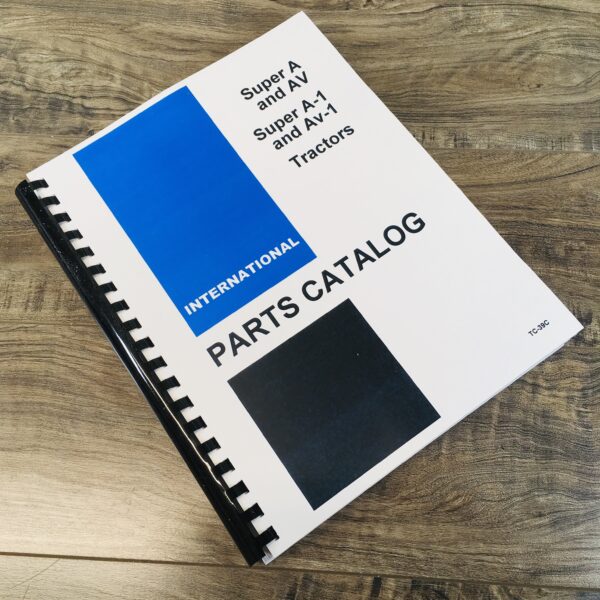 Super A
and AV
Super A-1
and Av-1
Tractors
INTERNATIONAL
PARTS CATALOG
TC-39C